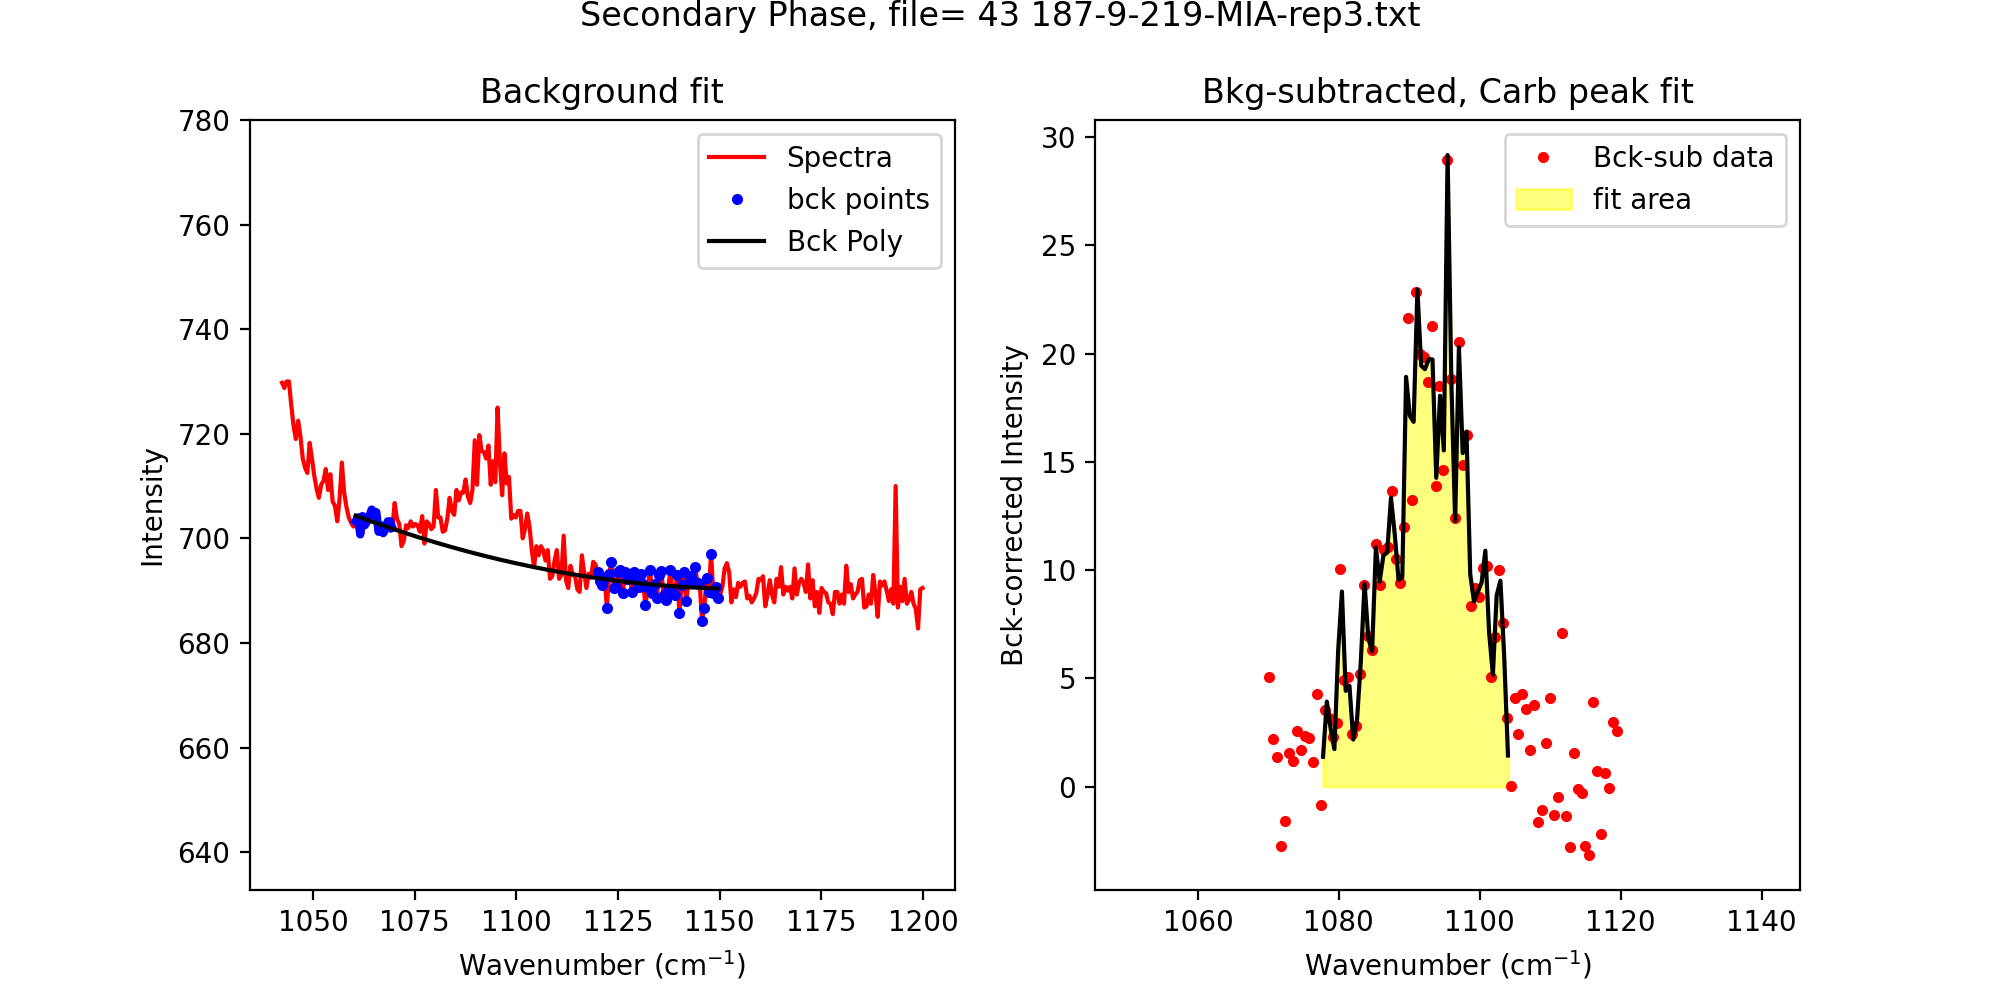 Secondary Phase, file= 43 187-9-219-MIA-rep3.txt
Background fit
Intensity
780
760
740
720
700
680
660
640
Spectra
bck points
Bck Poly
1050 1075 1100 1125 1150 1175 1200
Wavenumber (cm⁻¹)
Bkg-subtracted, Carb peak fit
Bck-corrected Intensity
30
25
20
15
10
5
0
Bck-sub data
fit area
1060 1080 1100 1120 1140
Wavenumber (cm⁻¹)